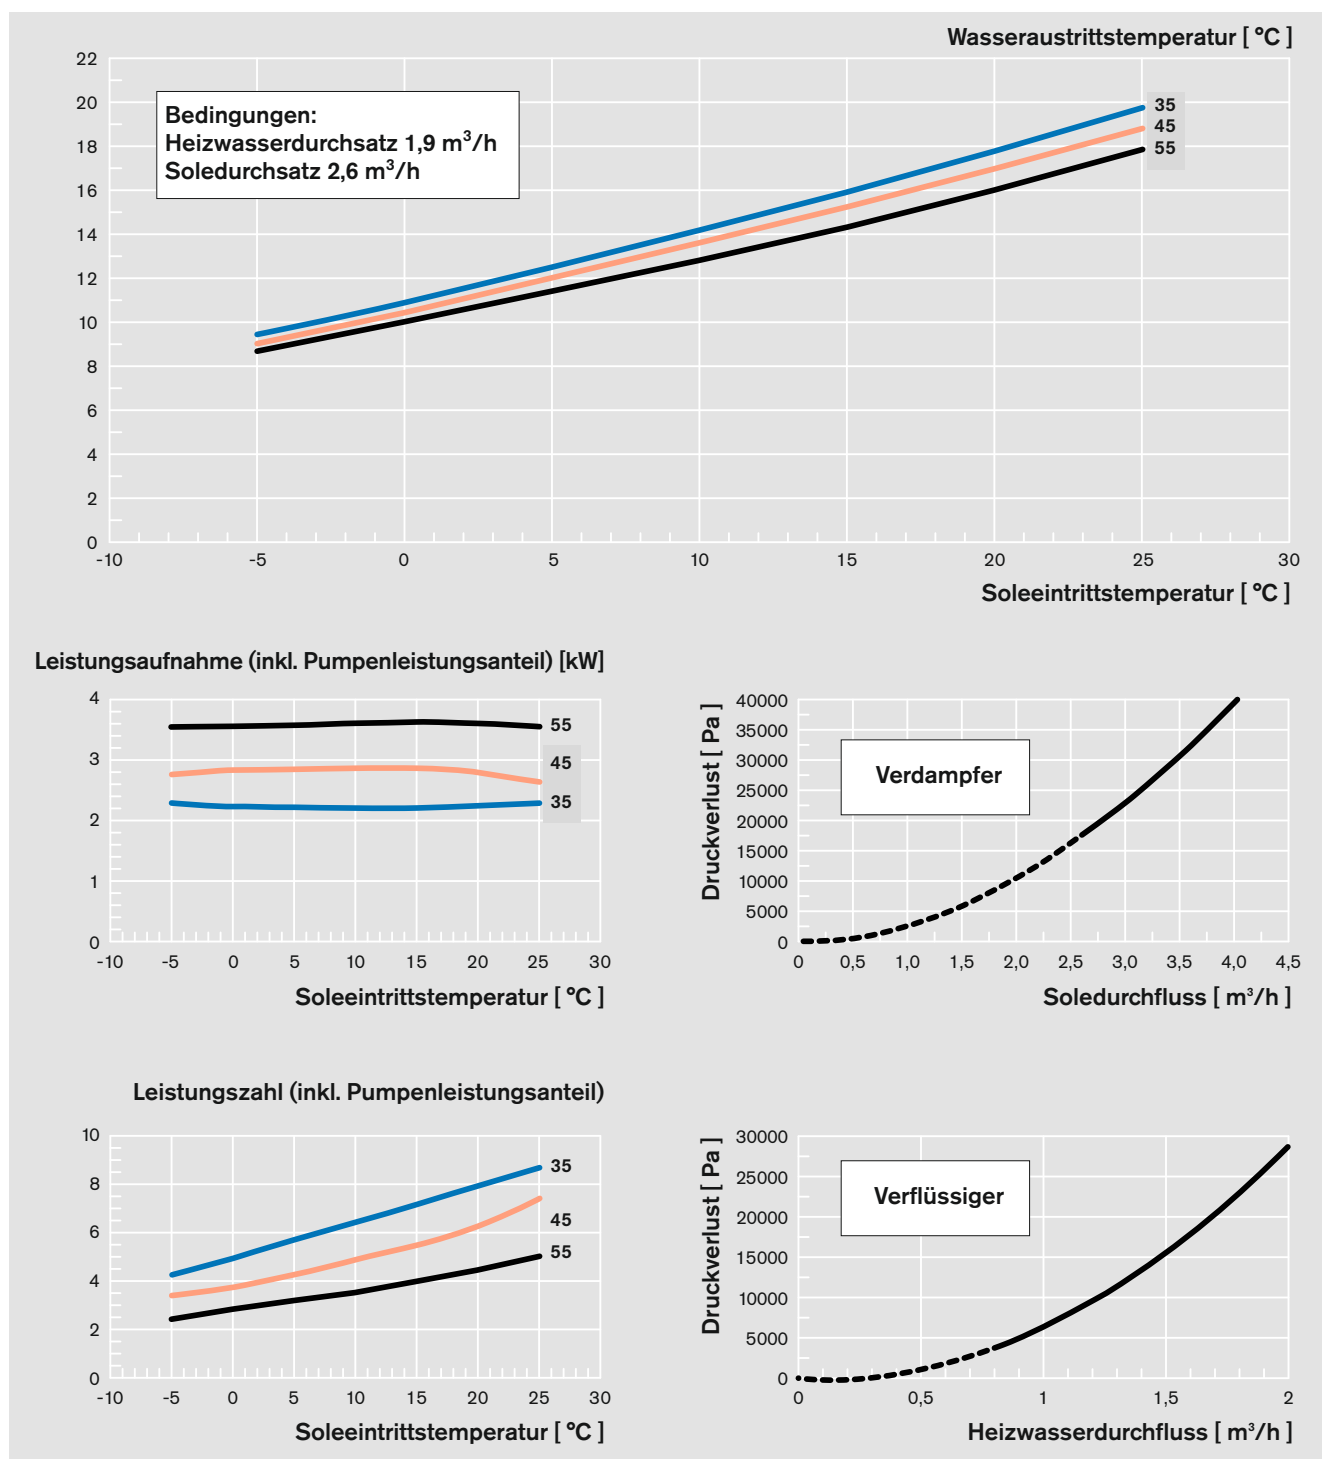 Wasseraustrittstemperatur [ °C ]
22
20
18
16
14
12
10
8
6
4
2
0
Bedingungen:
Heizwasserdurchsatz 1,9 m³/h
Soledurchsatz 2,6 m³/h
35
45
55
-10 -5 0 5 10 15 20 25 30
Soleeintrittstemperatur [ °C ]
Leistungsaufnahme (inkl. Pumpenleistungsanteil) [kW]
4
3
2
1
0
55
45
35
-10 -5 0 5 10 15 20 25 30
Soleeintrittstemperatur [ °C ]
Druckverlust [ Pa ]
40000
35000
30000
25000
20000
15000
10000
5000
0
Verdampfer
0 0,5 1,0 1,5 2,0 2,5 3,0 3,5 4,0 4,5
Soledurchfluss [ m³/h ]
Leistungszahl (inkl. Pumpenleistungsanteil)
10
8
6
4
2
0
35
45
55
-10 -5 0 5 10 15 20 25 30
Soleeintrittstemperatur [ °C ]
Druckverlust [ Pa ]
30000
25000
20000
15000
10000
5000
0
Verflüssiger
0 0,5 1 1,5 2
Heizwasserdurchfluss [ m³/h ]